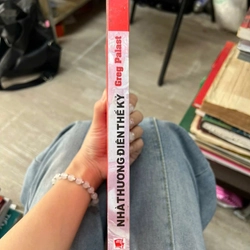 NHÀ THƯƠNG ĐIÊN THẾ KỶ
Greg Palast